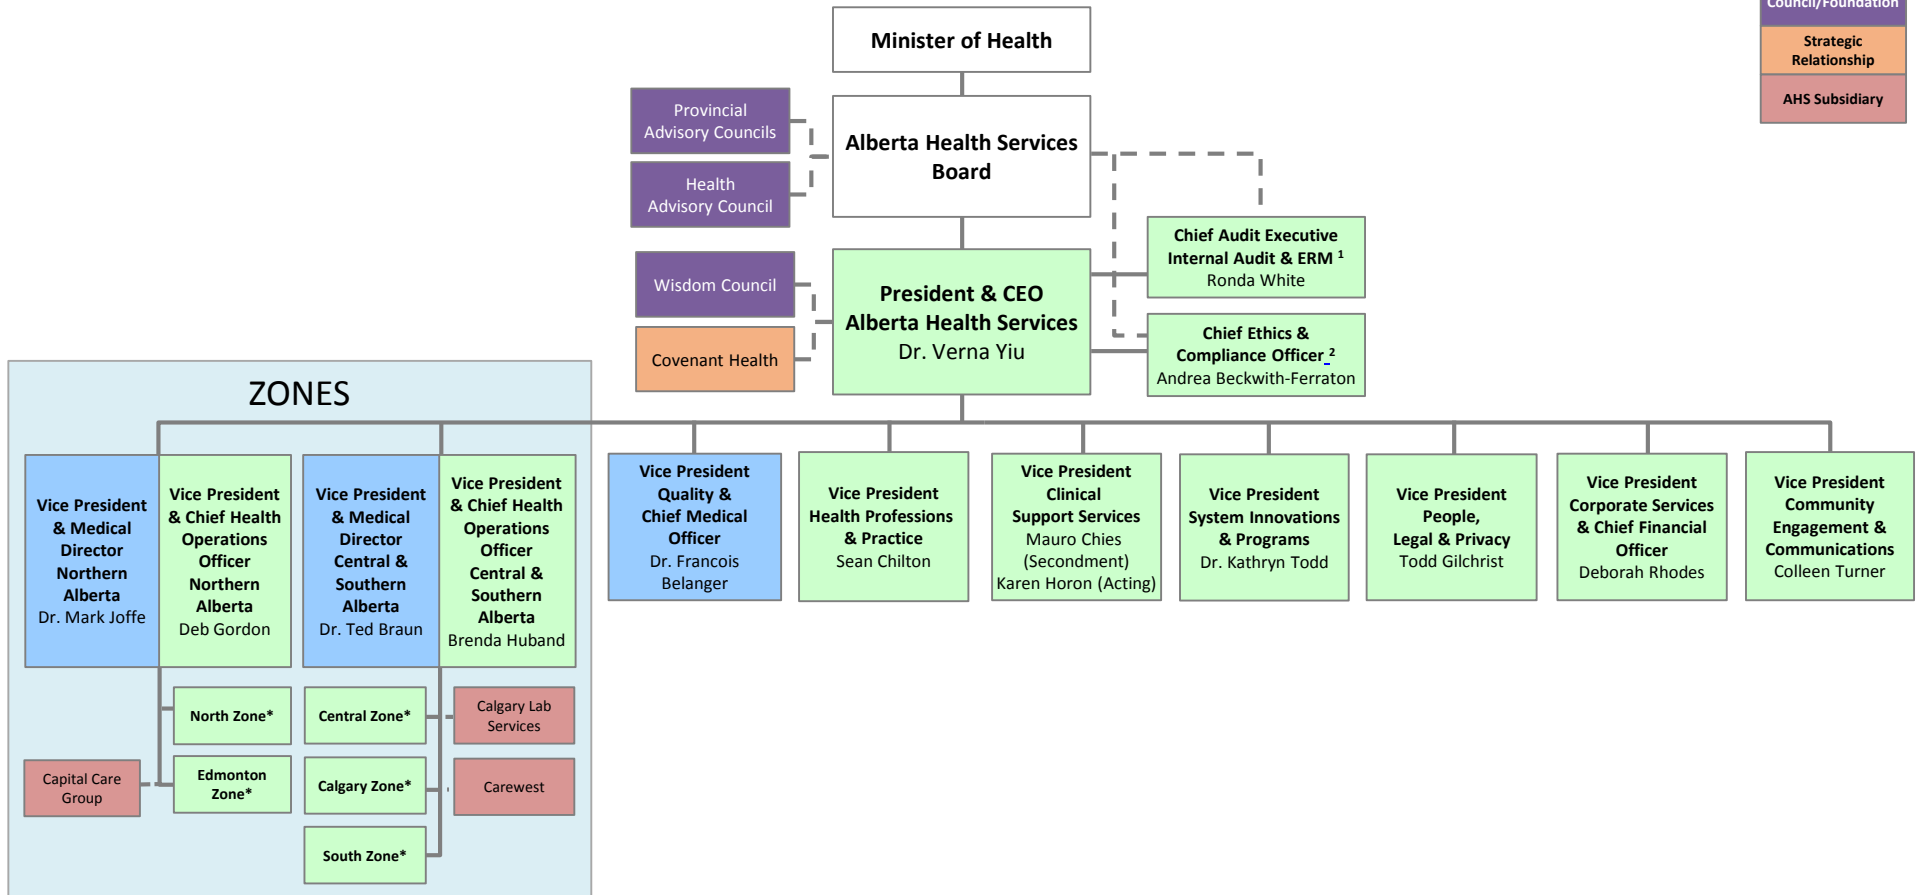 Council/Foundation
Strategic
Relationship
AHS Subsidiary
Minister of Health
Provincial
Advisory Councils
Health
Advisory Council
Alberta Health Services
Board
Chief Audit Executive
Internal Audit & ERM 1
Ronda White
Wisdom Council
Covenant Health
President & CEO
Alberta Health Services
Dr. Verna Yiu
Chief Ethics &
Compliance Officer 2
Andrea Beckwith-Ferraton
ZONES
Vice President
& Medical
Director
Northern
Alberta
Dr. Mark Joffe
Vice President
& Chief Health
Operations
Officer
Northern
Alberta
Deb Gordon
Vice President
& Medical
Director
Central &
Southern
Alberta
Dr. Ted Braun
Vice President
& Chief Health
Operations
Officer
Central &
Southern
Alberta
Brenda Huband
Vice President
Quality &
Chief Medical
Officer
Dr. Francois
Belanger
Vice President
Health Professions
& Practice
Sean Chilton
Vice President
Clinical
Support Services
Mauro Chies
(Secondment)
Karen Horon (Acting)
Vice President
System Innovations
& Programs
Dr. Kathryn Todd
Vice President
People,
Legal & Privacy
Todd Gilchrist
Vice President
Corporate Services
& Chief Financial
Officer
Deborah Rhodes
Vice President
Community
Engagement &
Communications
Colleen Turner
North Zone*
Capital Care
Group
Edmonton
Zone*
Central Zone*
Calgary Lab
Services
Calgary Zone*
Carewest
South Zone*